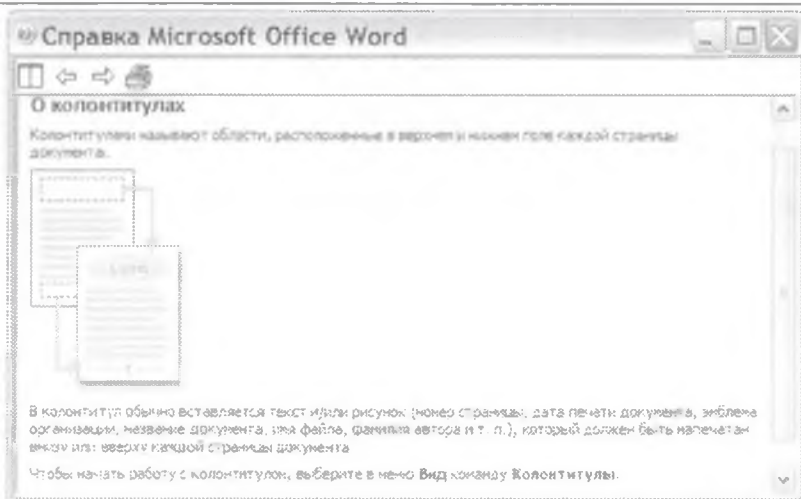 Справка Microsoft Office Word
О колонтитулах
Колонтитулами называют области, расположенные в верхнем и нижнем поле каждой страницы
документа.
В колонтитул обычно вставляется текст и/или рисунок (номер страницы, дата печати документа, эмблема
организации, название документа, имя файла, фамилия автора и т. п.), который должен быть напечатан
внизу или вверху каждой страницы документа.
Чтобы начать работу с колонтитулом, выберите в меню Вид команду Колонтитулы.